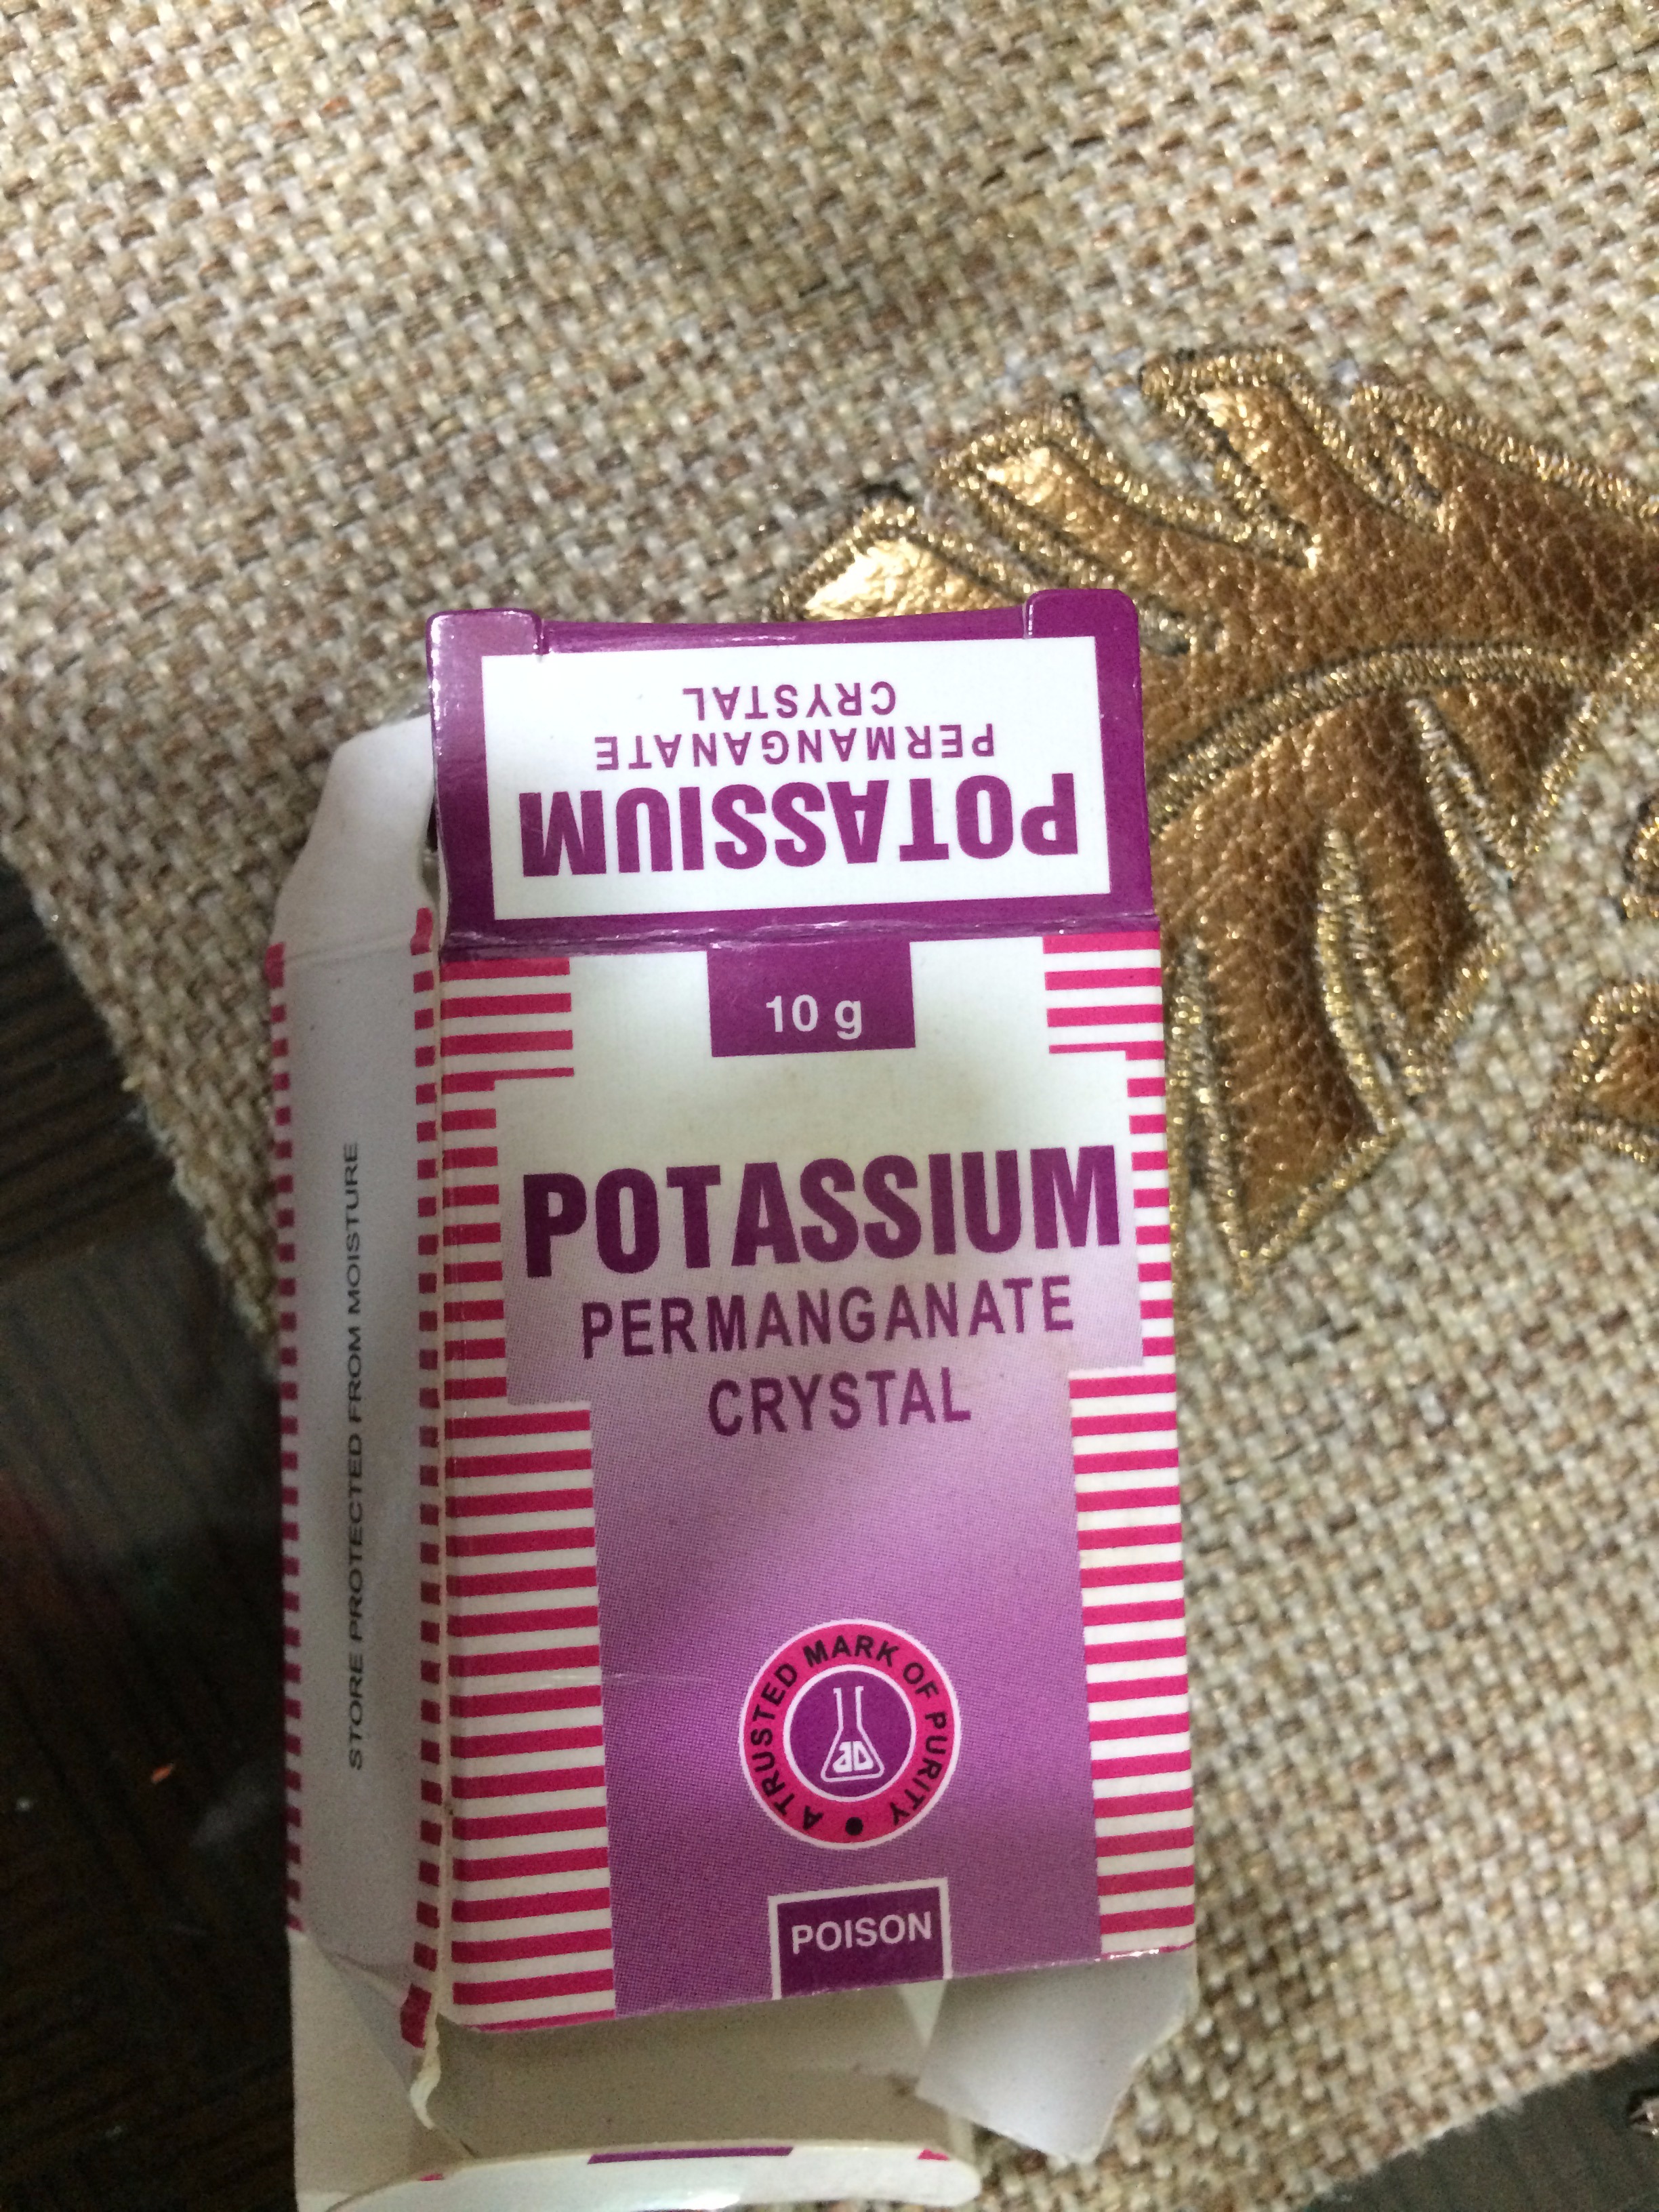 POTASSIUM
PERMANGANATE
CRYSTAL
10 g
POTASSIUM
PERMANGANATE
CRYSTAL
A TRUSTED MARK OF PURITY
POISON
STORE PROTECTED FROM MOISTURE